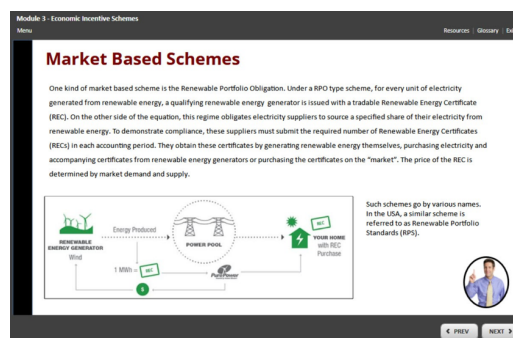 Module 3 - Economic Incentive Schemes
Menu
Resources | Glossary | Exi
Market Based Schemes
One kind of market based scheme is the Renewable Portfolio Obligation. Under a RPO type scheme, for every unit of electricity
generated from renewable energy, a qualifying renewable energy generator is issued with a tradable Renewable Energy Certificate
(REC). On the other side of the equation, this regime obligates electricity suppliers to source a specified share of their electricity from
renewable energy. To demonstrate compliance, these suppliers must submit the required number of Renewable Energy Certificates
(RECs) in each accounting period. They obtain these certificates by generating renewable energy themselves, purchasing electricity and
accompanying certificates from renewable energy generators or purchasing the certificates on the “market”. The price of the REC is
determined by market demand and supply.
Such schemes go by various names.
In the USA, a similar scheme is
referred to as Renewable Portfolio
Standards (RPS).
Energy Produced
REC
RENEWABLE
ENERGY GENERATOR
Wind
POWER POOL
YOUR HOME
with REC
Purchase
1 MWh =
REC
PurePower
$
PREV
NEXT